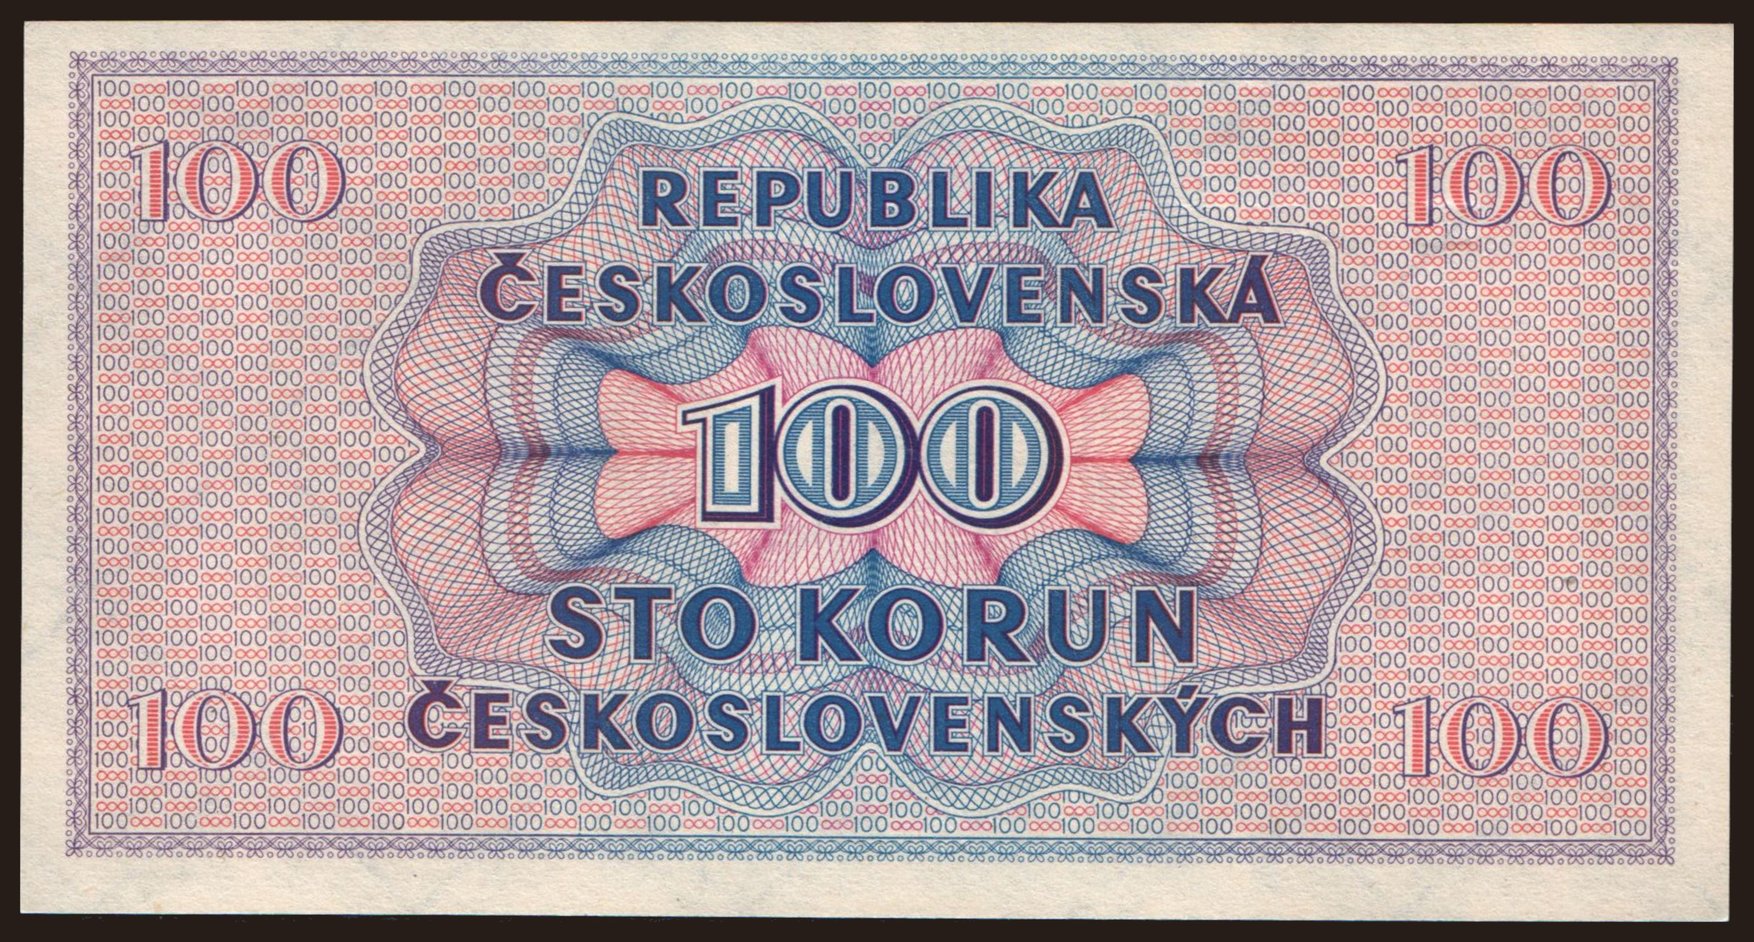 100 100
REPUBLIKA
ČESKOSLOVENSKÁ
100
STO KORUN
ČESKOSLOVENSKÝCH
100 100